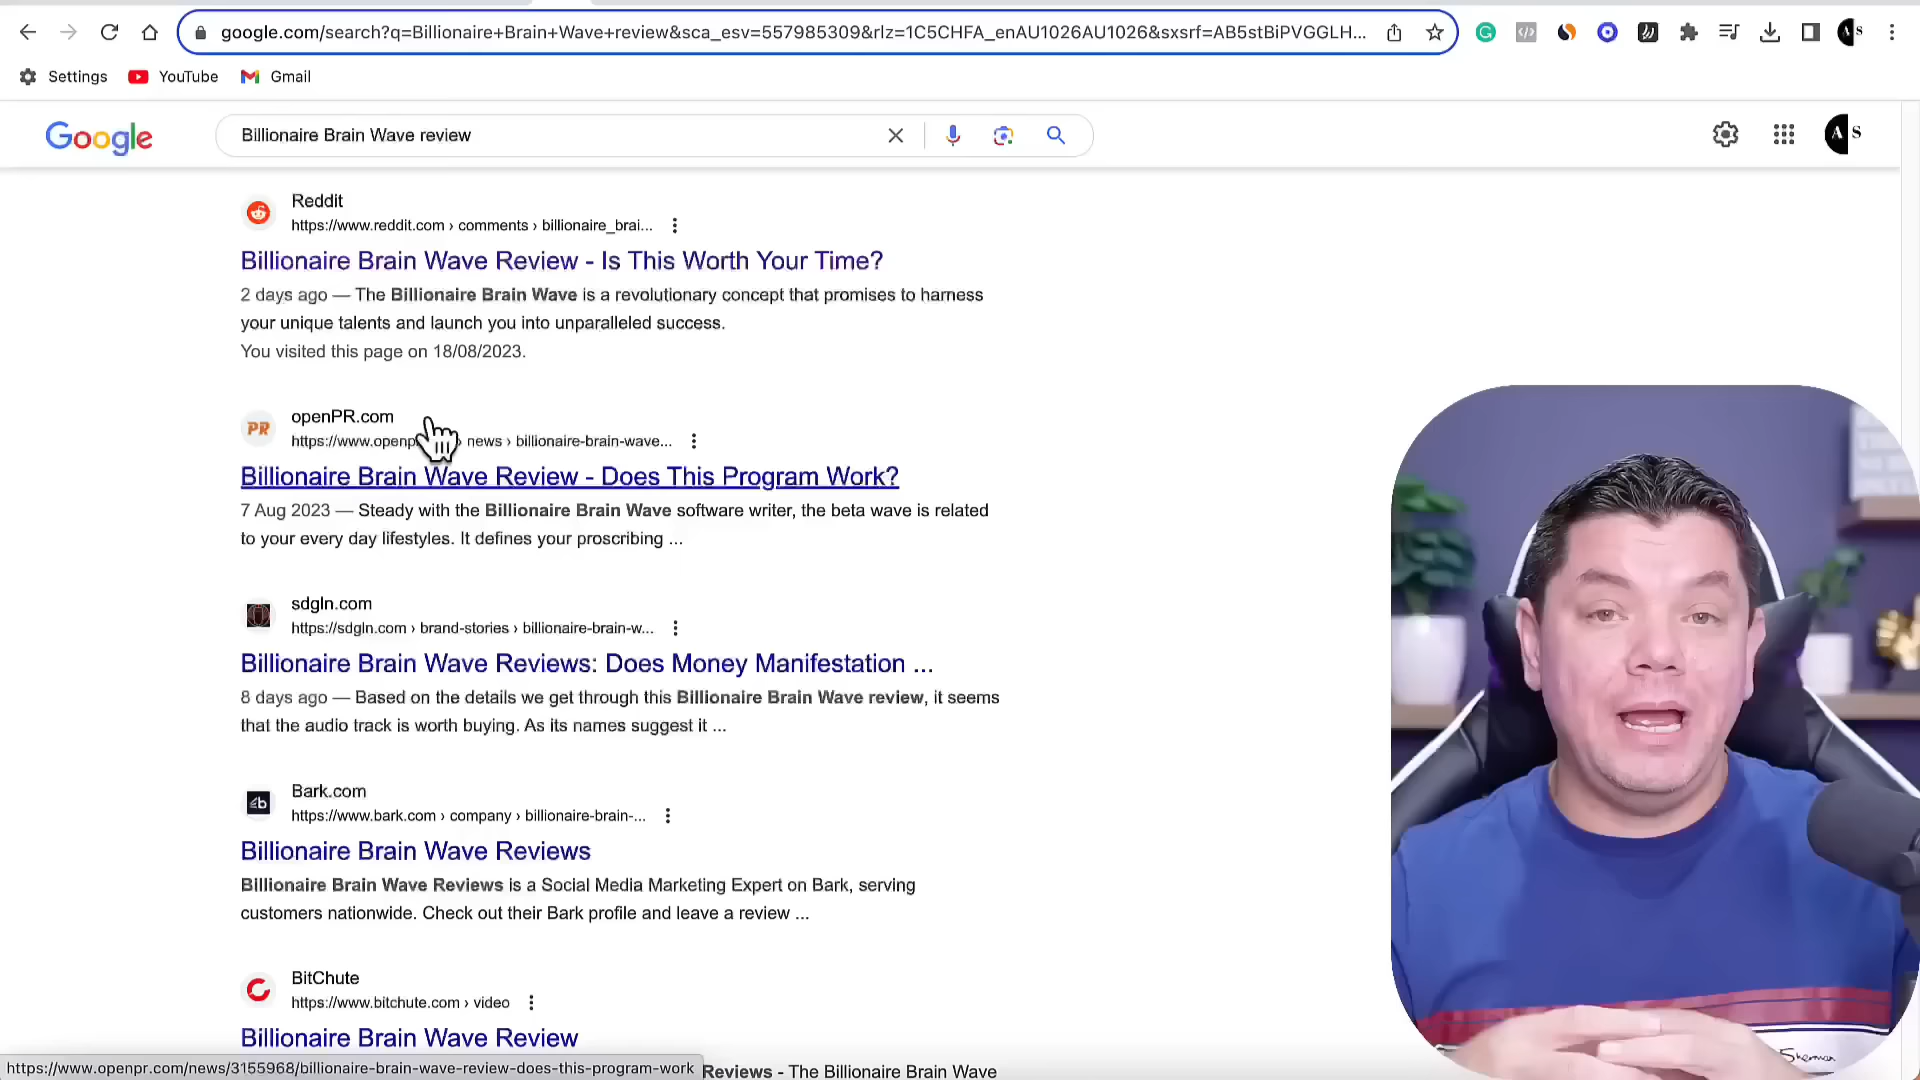 google.com/search?q=Billionaire+Brain+Wave+review&sca_esv=557985309&rlz=1C5CHFA_enAU1026AU1026&sxsrf=AB5stBiPVGGLH...
Settings YouTube Gmail
Google Billionaire Brain Wave review A S
Reddit
https://www.reddit.com › comments › billionaire_brai...
Billionaire Brain Wave Review - Is This Worth Your Time?
2 days ago — The Billionaire Brain Wave is a revolutionary concept that promises to harness
your unique talents and launch you into unparalleled success.
You visited this page on 18/08/2023.
PR openPR.com
https://www.openp › news › billionaire-brain-wave...
Billionaire Brain Wave Review - Does This Program Work?
7 Aug 2023 — Steady with the Billionaire Brain Wave software writer, the beta wave is related
to your every day lifestyles. It defines your proscribing ...
sdgln.com
https://sdgln.com › brand-stories › billionaire-brain-w...
Billionaire Brain Wave Reviews: Does Money Manifestation ...
8 days ago — Based on the details we get through this Billionaire Brain Wave review, it seems
that the audio track is worth buying. As its names suggest it ...
Bark.com
https://www.bark.com › company › billionaire-brain-...
Billionaire Brain Wave Reviews
Billionaire Brain Wave Reviews is a Social Media Marketing Expert on Bark, serving
customers nationwide. Check out their Bark profile and leave a review ...
BitChute
https://www.bitchute.com › video
Billionaire Brain Wave Review
Reviews - The Billionaire Brain Wave
https://www.openpr.com/news/3155968/billionaire-brain-wave-review-does-this-program-work
Sherman